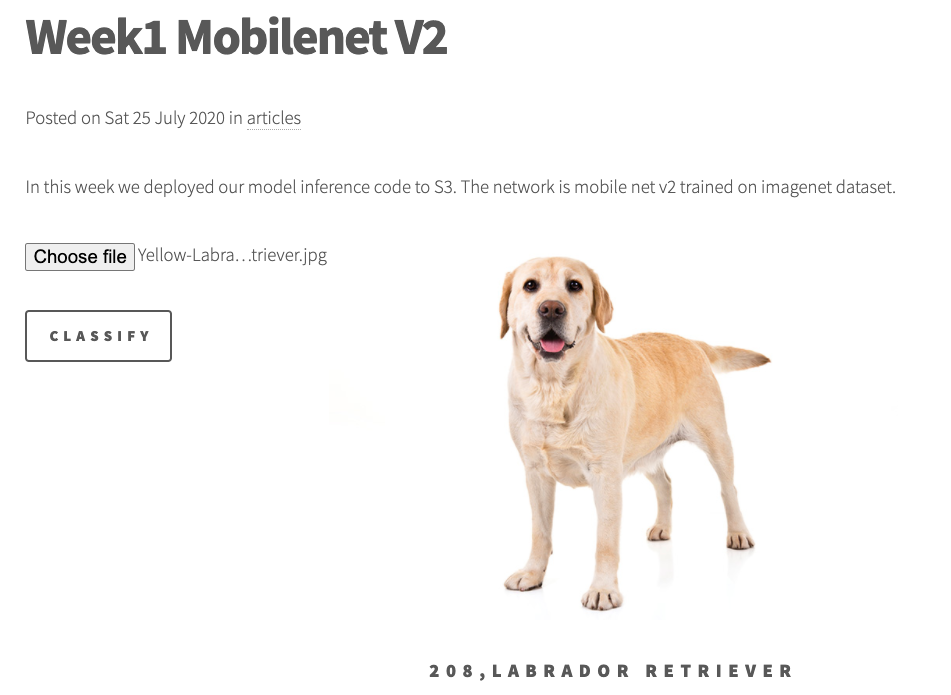 Week1 Mobilenet V2
Posted on Sat 25 July 2020 in articles
In this week we deployed our model inference code to S3. The network is mobile net v2 trained on imagenet dataset.
Choose file Yellow-Labra…triever.jpg
CLASSIFY
208,LABRADOR RETRIEVER